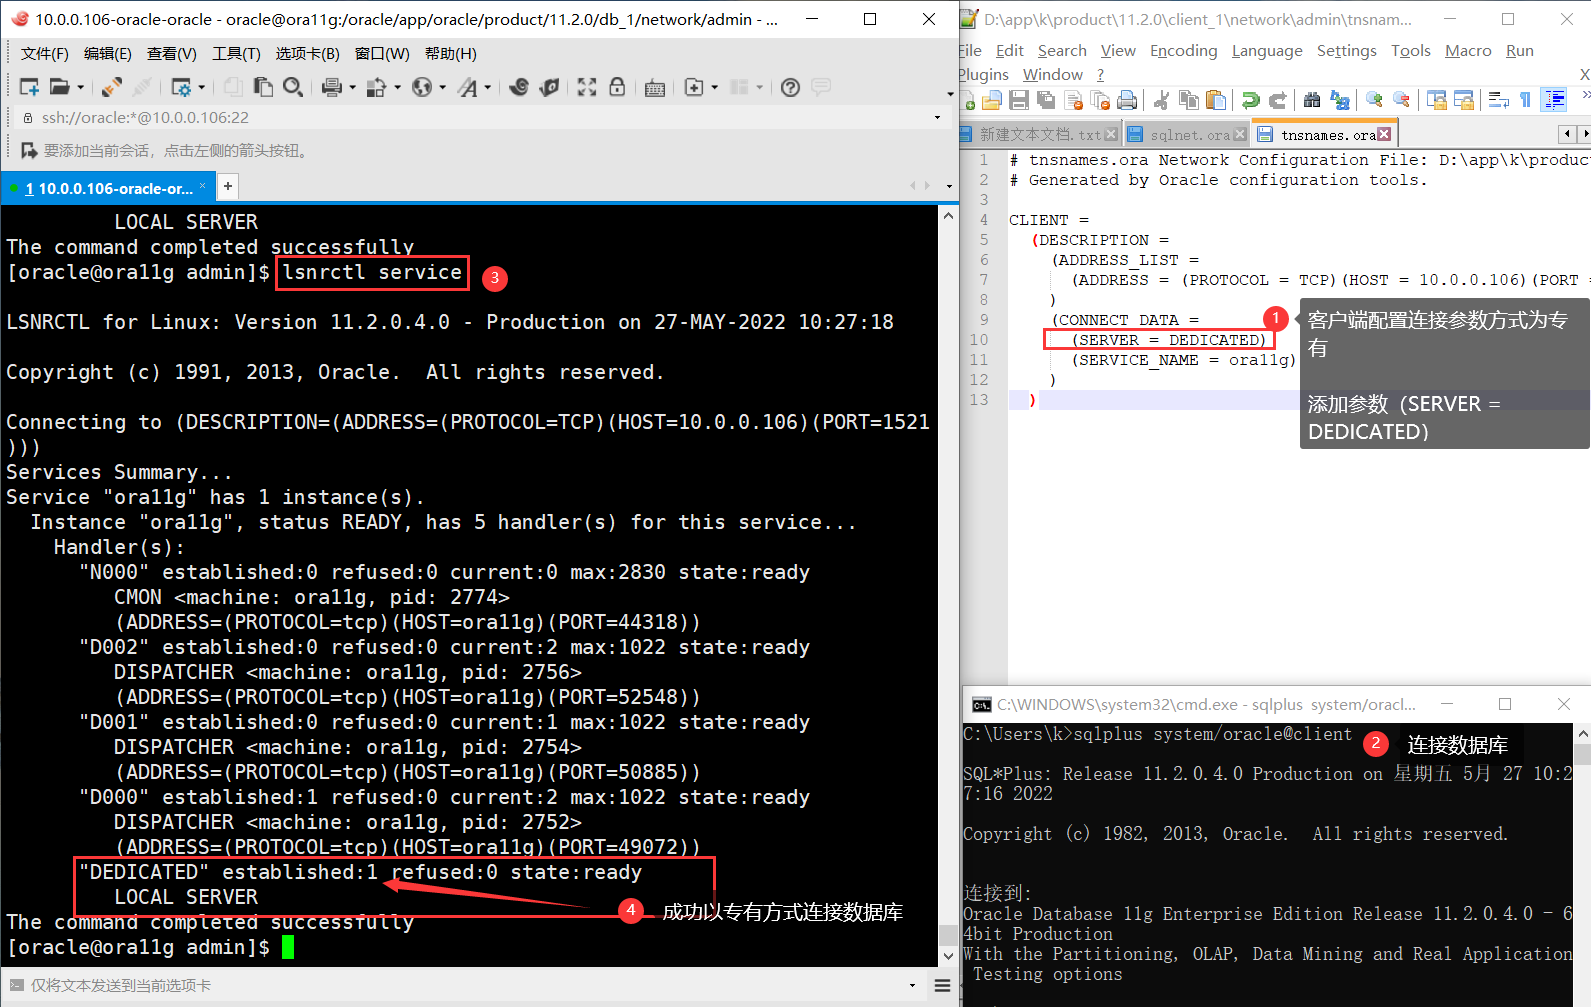 10.0.0.106-oracle-oracle - oracle@ora11g:/oracle/app/oracle/product/11.2.0/db_1/network/admin - ...
文件(F) 编辑(E) 查看(V) 工具(T) 选项卡(B) 窗口(W) 帮助(H)
ssh://oracle:*@10.0.0.106:22
要添加当前会话，点击左侧的箭头按钮。
1 10.0.0.106-oracle-or... × +
LOCAL SERVER
The command completed successfully
[oracle@ora11g admin]$ lsnrctl service
3
LSNRCTL for Linux: Version 11.2.0.4.0 - Production on 27-MAY-2022 10:27:18
Copyright (c) 1991, 2013, Oracle.  All rights reserved.
Connecting to (DESCRIPTION=(ADDRESS=(PROTOCOL=TCP)(HOST=10.0.0.106)(PORT=1521
)))
Services Summary...
Service "ora11g" has 1 instance(s).
Instance "ora11g", status READY, has 5 handler(s) for this service...
Handler(s):
"N000" established:0 refused:0 current:0 max:2830 state:ready
CMON <machine: ora11g, pid: 2774>
(ADDRESS=(PROTOCOL=tcp)(HOST=ora11g)(PORT=44318))
"D002" established:0 refused:0 current:2 max:1022 state:ready
DISPATCHER <machine: ora11g, pid: 2756>
(ADDRESS=(PROTOCOL=tcp)(HOST=ora11g)(PORT=52548))
"D001" established:0 refused:0 current:1 max:1022 state:ready
DISPATCHER <machine: ora11g, pid: 2754>
(ADDRESS=(PROTOCOL=tcp)(HOST=ora11g)(PORT=50885))
"D000" established:1 refused:0 current:2 max:1022 state:ready
DISPATCHER <machine: ora11g, pid: 2752>
(ADDRESS=(PROTOCOL=tcp)(HOST=ora11g)(PORT=49072))
"DEDICATED" established:1 refused:0 state:ready
LOCAL SERVER
4 成功以专有方式连接数据库
The command completed successfully
[oracle@ora11g admin]$
仅将文本发送到当前选项卡
D:\app\k\product\11.2.0\client_1\network\admin\tnsnam...
File Edit Search View Encoding Language Settings Tools Macro Run
Plugins Window ? X
新建文本文档.txt sqlnet.ora tnsnames.ora
1 # tnsnames.ora Network Configuration File: D:\app\k\produc
2 # Generated by Oracle configuration tools.
3
4 CLIENT =
5 (DESCRIPTION =
6 (ADDRESS_LIST =
7 (ADDRESS = (PROTOCOL = TCP)(HOST = 10.0.0.106)(PORT =
8 )
9 (CONNECT_DATA =
10 (SERVER = DEDICATED)
11 (SERVICE_NAME = ora11g)
12 )
13 )
1 客户端配置连接参数方式为专
有
添加参数（SERVER =
DEDICATED）
C:\WINDOWS\system32\cmd.exe - sqlplus  system/oracl...
C:\Users\k>sqlplus system/oracle@client
2 连接数据库
SQL*Plus: Release 11.2.0.4.0 Production on 星期五 5月 27 10:2
7:16 2022
Copyright (c) 1982, 2013, Oracle.  All rights reserved.
连接到:
Oracle Database 11g Enterprise Edition Release 11.2.0.4.0 - 6
4bit Production
With the Partitioning, OLAP, Data Mining and Real Application
Testing options